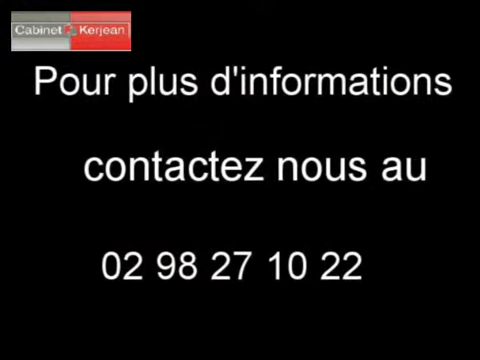 Cabinet Kerjean
Pour plus d'informations
contactez nous au
02 98 27 10 22